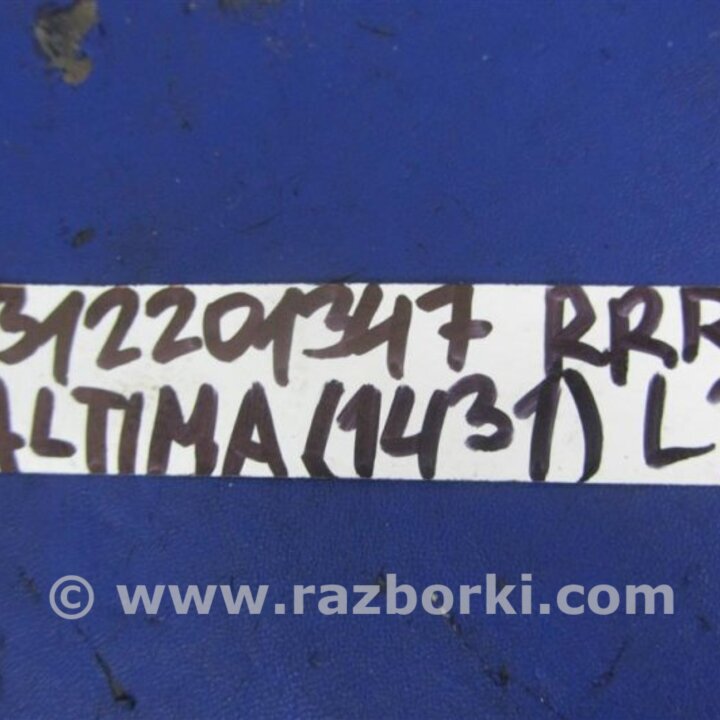 312201347 RRR
ALTIMA (1431) L
© www.razborki.com